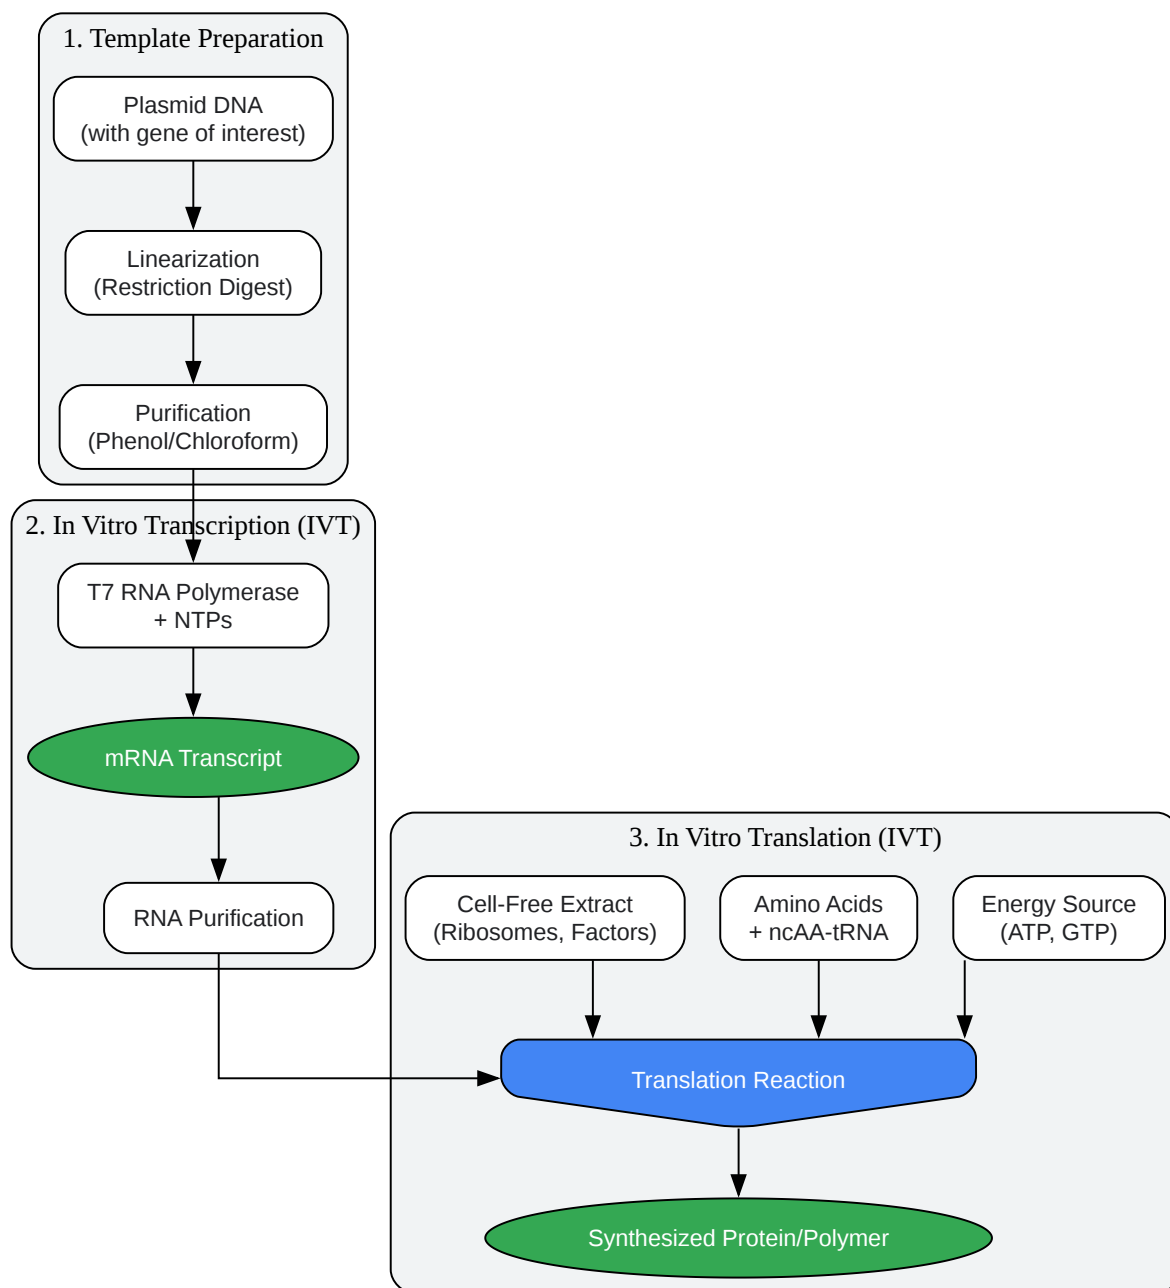 1. Template Preparation
Plasmid DNA
(with gene of interest)
Linearization
(Restriction Digest)
Purification
(Phenol/Chloroform)
2. In Vitro Transcription (IVT)
T7 RNA Polymerase
+ NTPs
mRNA Transcript
RNA Purification
3. In Vitro Translation (IVT)
Cell-Free Extract
(Ribosomes, Factors)
Amino Acids
+ ncAA-tRNA
Energy Source
(ATP, GTP)
Translation Reaction
Synthesized Protein/Polymer